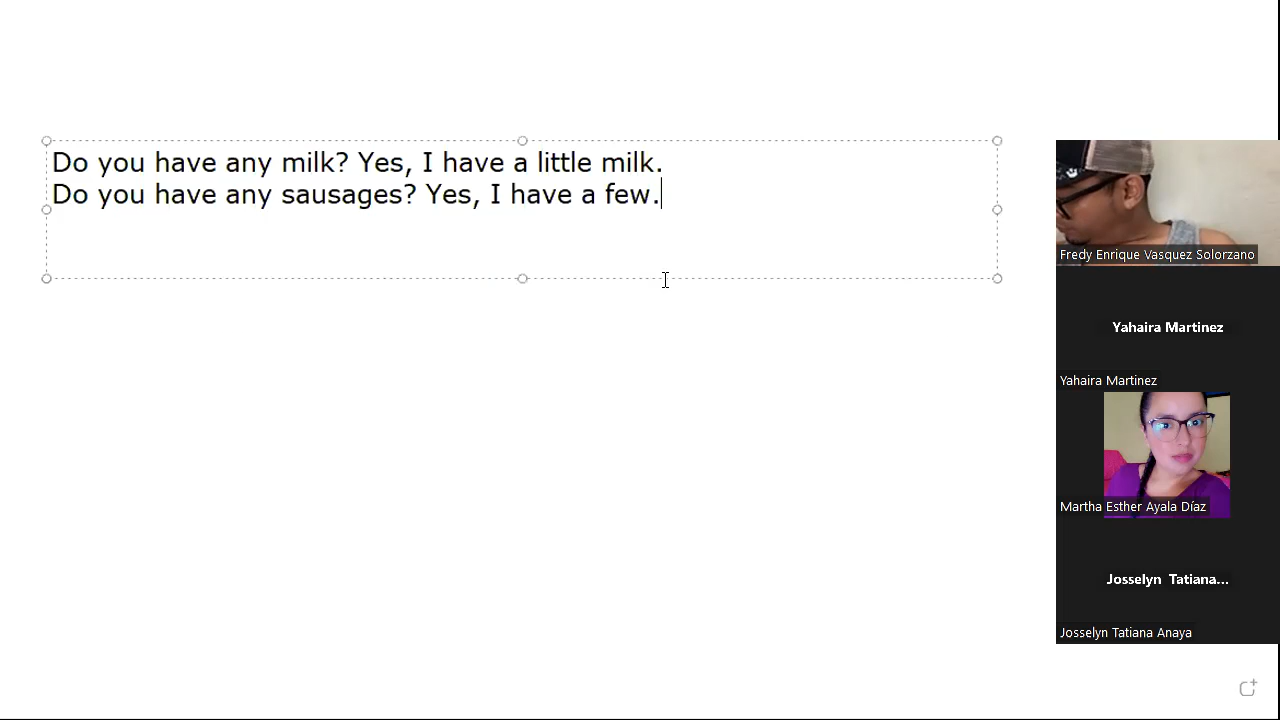 Do you have any milk? Yes, I have a little milk.
Do you have any sausages? Yes, I have a few.
Fredy Enrique Vasquez Solorzano
Yahaira Martinez
Yahaira Martinez
Martha Esther Ayala Díaz
Josselyn Tatiana...
Josselyn Tatiana Anaya